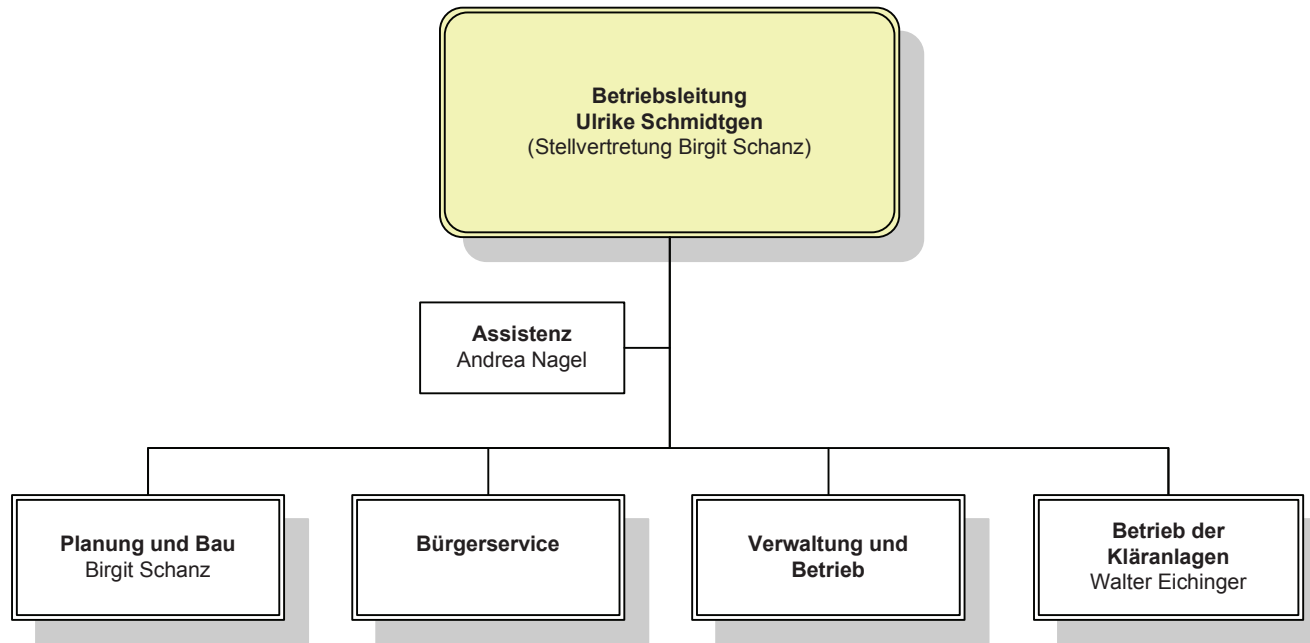 Betriebsleitung
Ulrike Schmidtgen
(Stellvertretung Birgit Schanz)
Assistenz
Andrea Nagel
Planung und Bau
Birgit Schanz
Bürgerservice
Verwaltung und
Betrieb
Betrieb der
Kläranlagen
Walter Eichinger